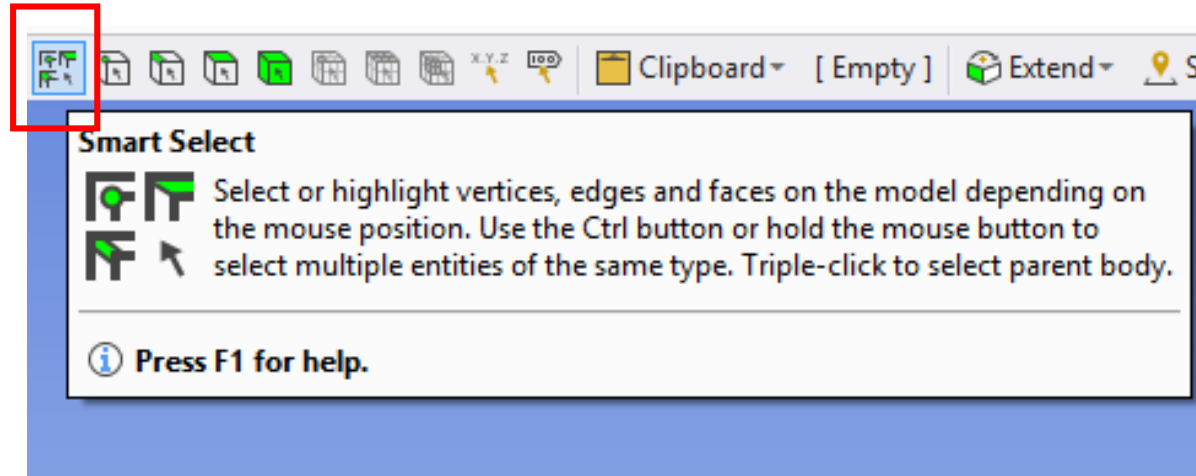 X.Y.Z 100 Clipboard [ Empty ] Extend S
Smart Select
Select or highlight vertices, edges and faces on the model depending on
the mouse position. Use the Ctrl button or hold the mouse button to
select multiple entities of the same type. Triple-click to select parent body.
i Press F1 for help.